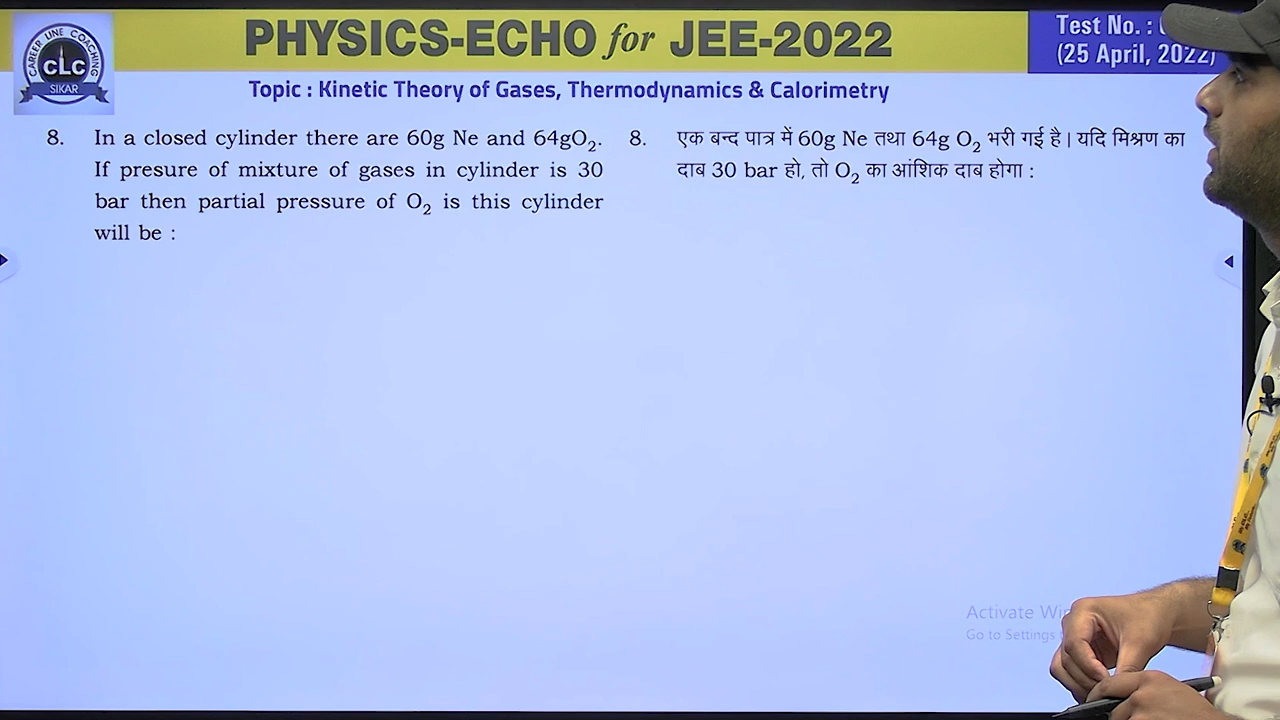 PHYSICS-ECHO for JEE-2022
Test No. :
(25 April, 2022)
CAREER LINE COACHING
CLC
SIKAR
Topic : Kinetic Theory of Gases, Thermodynamics & Calorimetry
8. In a closed cylinder there are 60g Ne and 64gO₂.
If presure of mixture of gases in cylinder is 30
bar then partial pressure of O₂ is this cylinder
will be :
8. एक बन्द पात्र में 60g Ne तथा 64g O₂ भरी गई है। यदि मिश्रण का
दाब 30 bar हो, तो O₂ का आंशिक दाब होगा :
Activate
Go to Settings